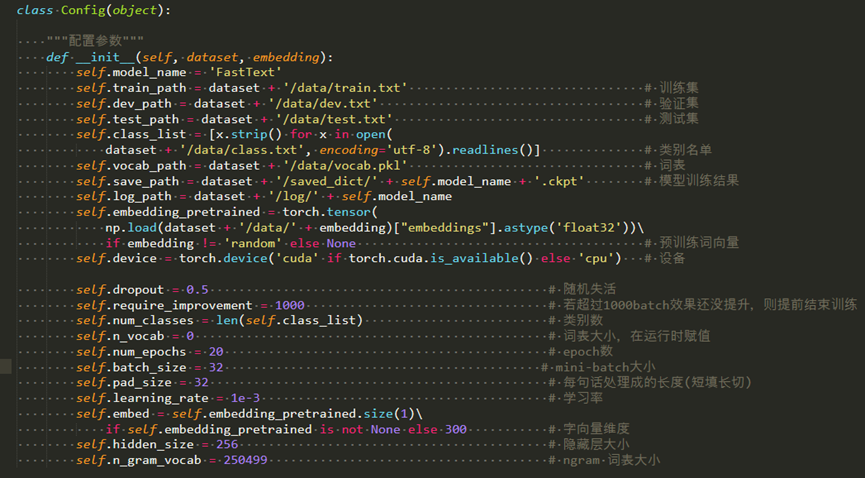 class Config(object):
    """配置参数"""
    def __init__(self, dataset, embedding):
        self.model_name = 'FastText'
        self.train_path = dataset + '/data/train.txt'                                # 训练集
        self.dev_path = dataset + '/data/dev.txt'                                    # 验证集
        self.test_path = dataset + '/data/test.txt'                                  # 测试集
        self.class_list = [x.strip() for x in open(
            dataset + '/data/class.txt', encoding='utf-8').readlines()]              # 类别名单
        self.vocab_path = dataset + '/data/vocab.pkl'                                # 词表
        self.save_path = dataset + '/saved_dict/' + self.model_name + '.ckpt'        # 模型训练结果
        self.log_path = dataset + '/log/' + self.model_name
        self.embedding_pretrained = torch.tensor(
            np.load(dataset + '/data/' + embedding)["embeddings"].astype('float32'))\
            if embedding != 'random' else None                                       # 预训练词向量
        self.device = torch.device('cuda' if torch.cuda.is_available() else 'cpu')   # 设备
        self.dropout = 0.5                                              # 随机失活
        self.require_improvement = 1000                                 # 若超过1000batch效果还没提升，则提前结束训练
        self.num_classes = len(self.class_list)                         # 类别数
        self.n_vocab = 0                                                # 词表大小，在运行时赋值
        self.num_epochs = 20                                            # epoch数
        self.batch_size = 32                                           # mini-batch大小
        self.pad_size = 32                                              # 每句话处理成的长度(短填长切)
        self.learning_rate = 1e-3                                       # 学习率
        self.embed = self.embedding_pretrained.size(1)\
            if self.embedding_pretrained is not None else 300           # 字向量维度
        self.hidden_size = 256                                          # 隐藏层大小
        self.n_gram_vocab = 250499                                      # ngram 词表大小